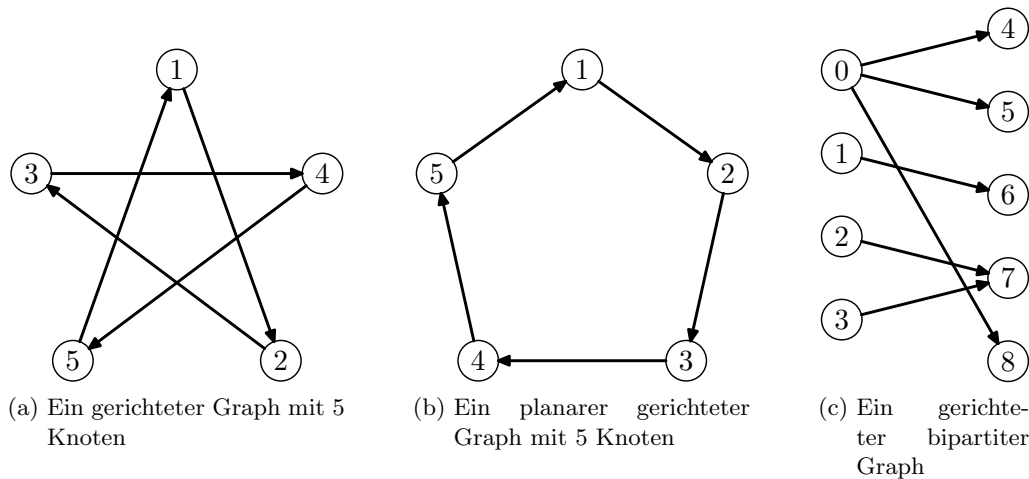 1
3
4
5
2
(a) Ein gerichteter Graph mit 5
Knoten
1
5
2
4
3
(b) Ein planarer gerichteter
Graph mit 5 Knoten
4
0
5
1
6
2
7
3
8
(c) Ein gerichte-
ter bipartiter
Graph